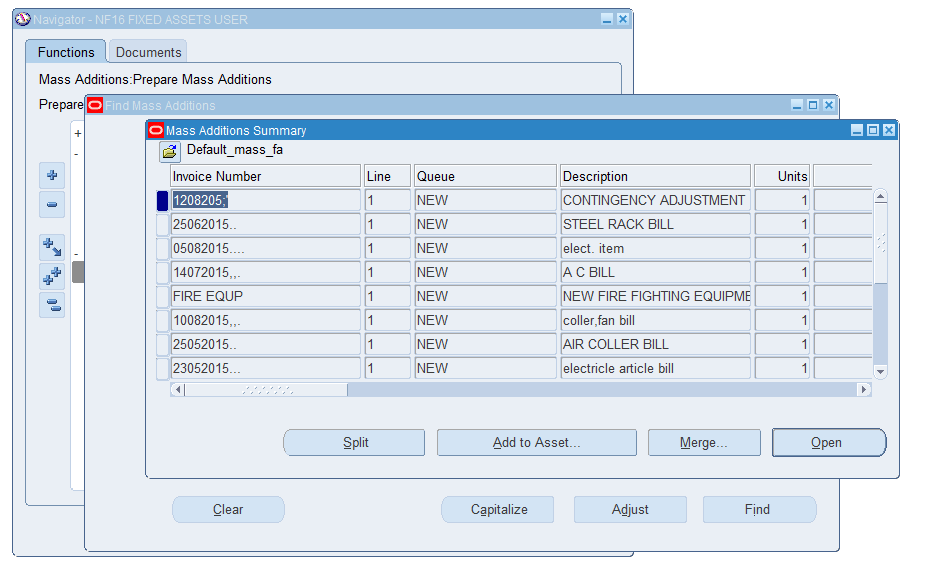 Navigator - NF16 FIXED ASSETS USER
Functions Documents
Mass Additions:Prepare Mass Additions
Prepare
Find Mass Additions
+
-
-
Mass Additions Summary
Default_mass_fa
Invoice Number Line Queue Description Units
1208205;' 1 NEW CONTINGENCY ADJUSTMENT 1
25062015.. 1 NEW STEEL RACK BILL 1
05082015.... 1 NEW elect. item 1
14072015,,. 1 NEW A C BILL 1
FIRE EQUP 1 NEW NEW FIRE FIGHTING EQUIPME 1
10082015,,. 1 NEW coller,fan bill 1
25052015.. 1 NEW AIR COLLER BILL 1
23052015... 1 NEW electricle article bill 1
Split Add to Asset... Merge... Open
Clear Capitalize Adjust Find